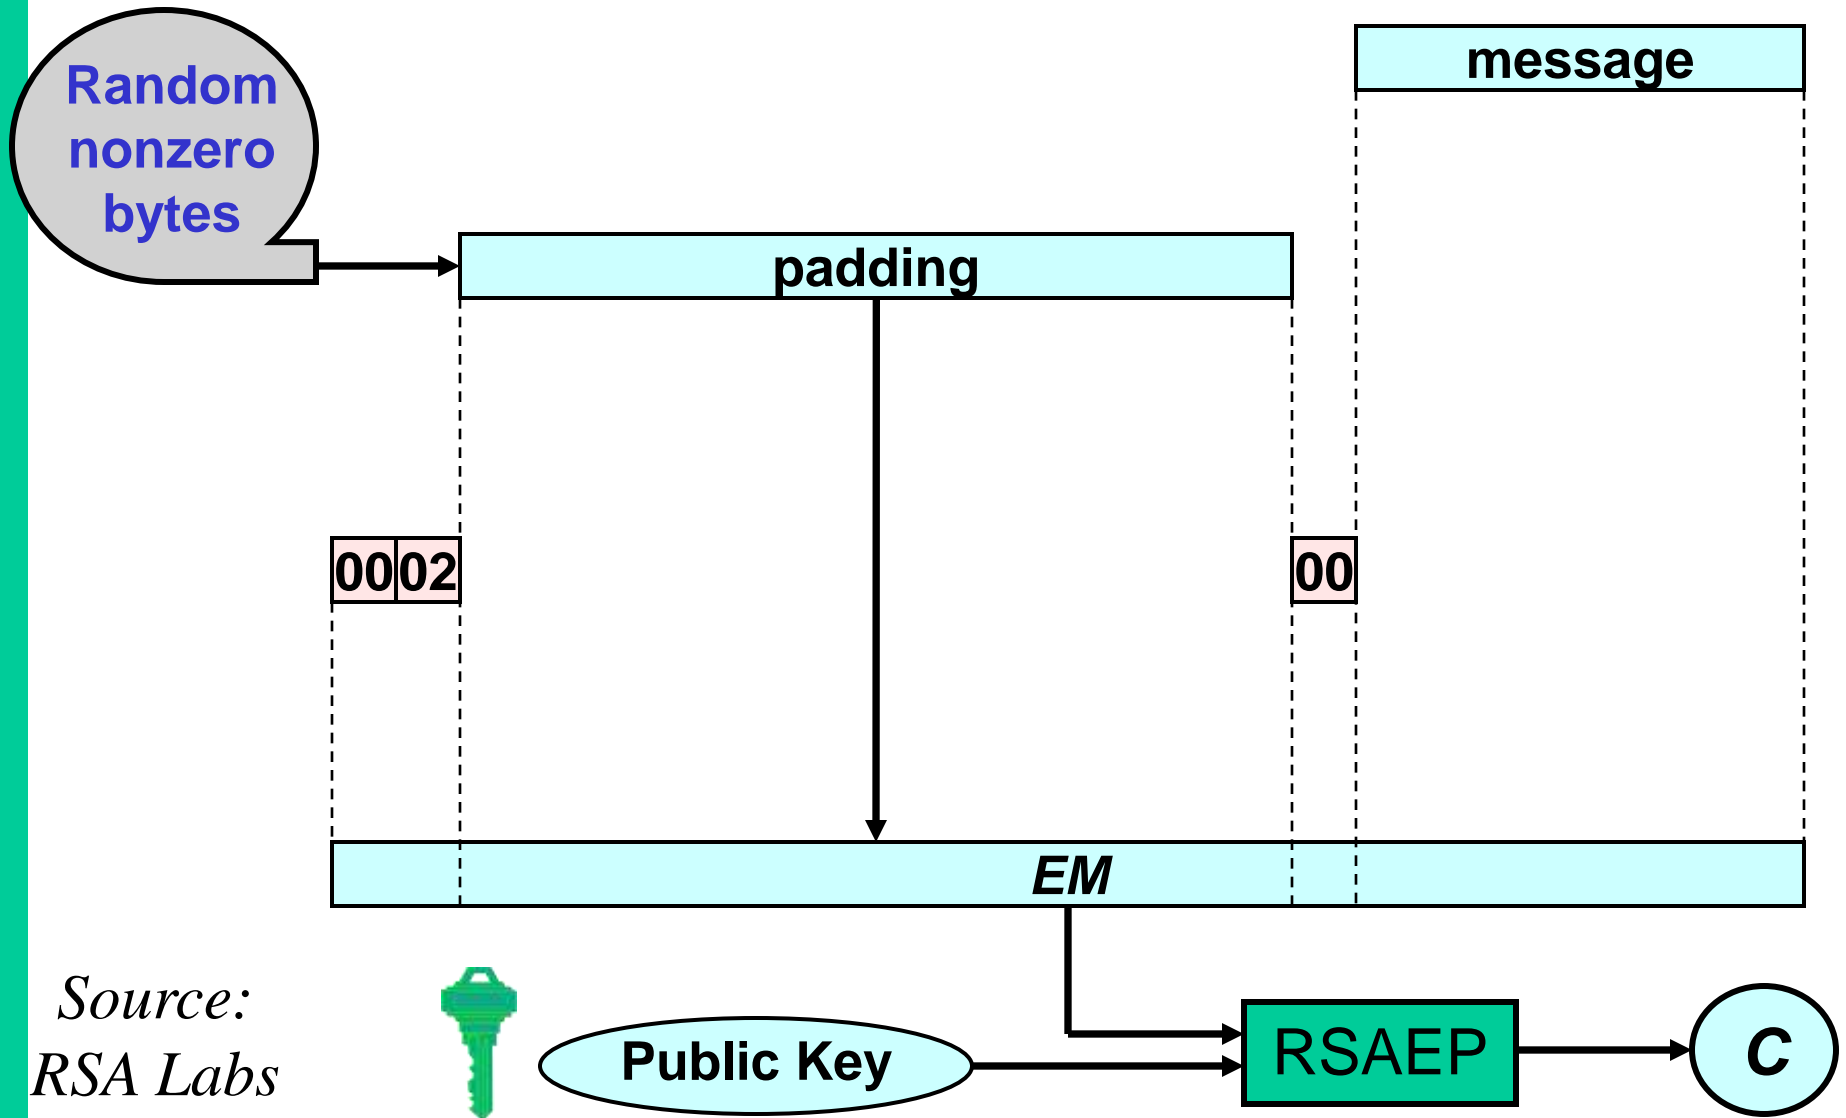 Random
nonzero
bytes
message
padding
00 02
00
EM
Source:
RSA Labs
Public Key
RSAEP
C